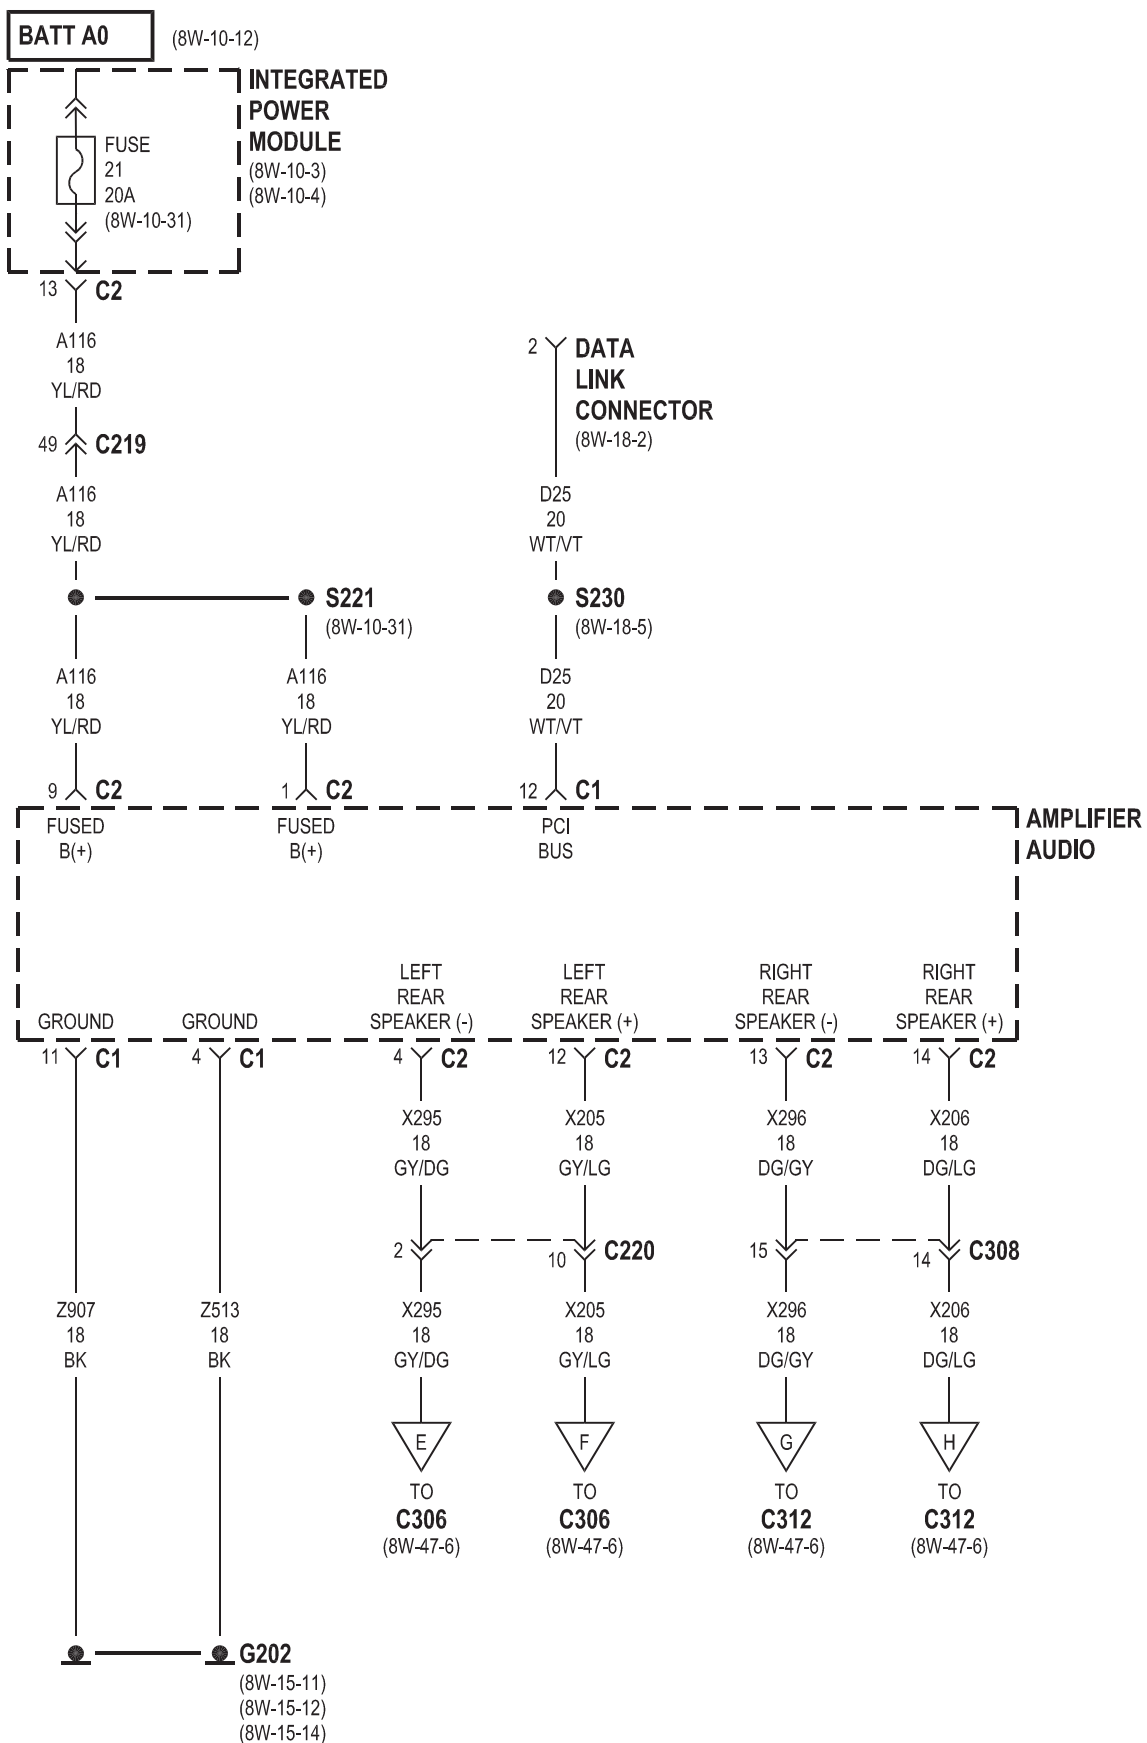 BATT A0
(8W-10-12)
INTEGRATED
POWER
MODULE
(8W-10-3)
(8W-10-4)
FUSE
21
20A
(8W-10-31)
13 C2
A116
18
YL/RD
2 DATA
LINK
CONNECTOR
(8W-18-2)
49 C219
A116
18
YL/RD
D25
20
WT/VT
S221
(8W-10-31)
S230
(8W-18-5)
A116
18
YL/RD
A116
18
YL/RD
D25
20
WT/VT
9 C2
1 C2
12 C1
FUSED
B(+)
FUSED
B(+)
PCI
BUS
AMPLIFIER
AUDIO
GROUND
GROUND
LEFT
REAR
SPEAKER (-)
LEFT
REAR
SPEAKER (+)
RIGHT
REAR
SPEAKER (-)
RIGHT
REAR
SPEAKER (+)
11 C1
4 C1
4 C2
12 C2
13 C2
14 C2
X295
18
GY/DG
X205
18
GY/LG
X296
18
DG/GY
X206
18
DG/LG
2
10 C220
15
14 C308
Z907
18
BK
Z513
18
BK
X295
18
GY/DG
X205
18
GY/LG
X296
18
DG/GY
X206
18
DG/LG
E
F
G
H
TO
C306
(8W-47-6)
TO
C306
(8W-47-6)
TO
C312
(8W-47-6)
TO
C312
(8W-47-6)
G202
(8W-15-11)
(8W-15-12)
(8W-15-14)